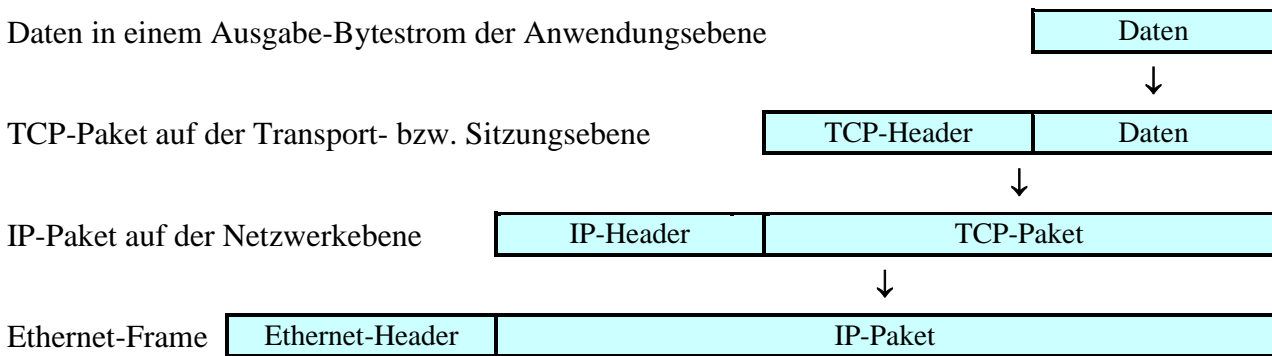 Daten in einem Ausgabe-Bytestrom der Anwendungsebene Daten
↓
TCP-Paket auf der Transport- bzw. Sitzungsebene TCP-Header Daten
↓
IP-Paket auf der Netzwerkebene IP-Header TCP-Paket
↓
Ethernet-Frame Ethernet-Header IP-Paket